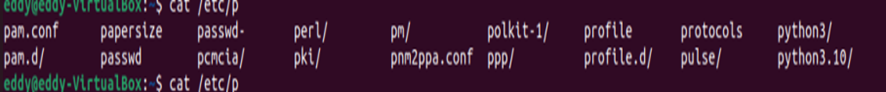 eddy@eddy-VirtualBox:~$ cat /etc/p
pam.conf papersize passwd- perl/ pm/ polkit-1/ profile protocols python3/
pam.d/ passwd pcmcia/ pki/ pnm2ppa.conf ppp/ profile.d/ pulse/ python3.10/
eddy@eddy-VirtualBox:~$ cat /etc/p